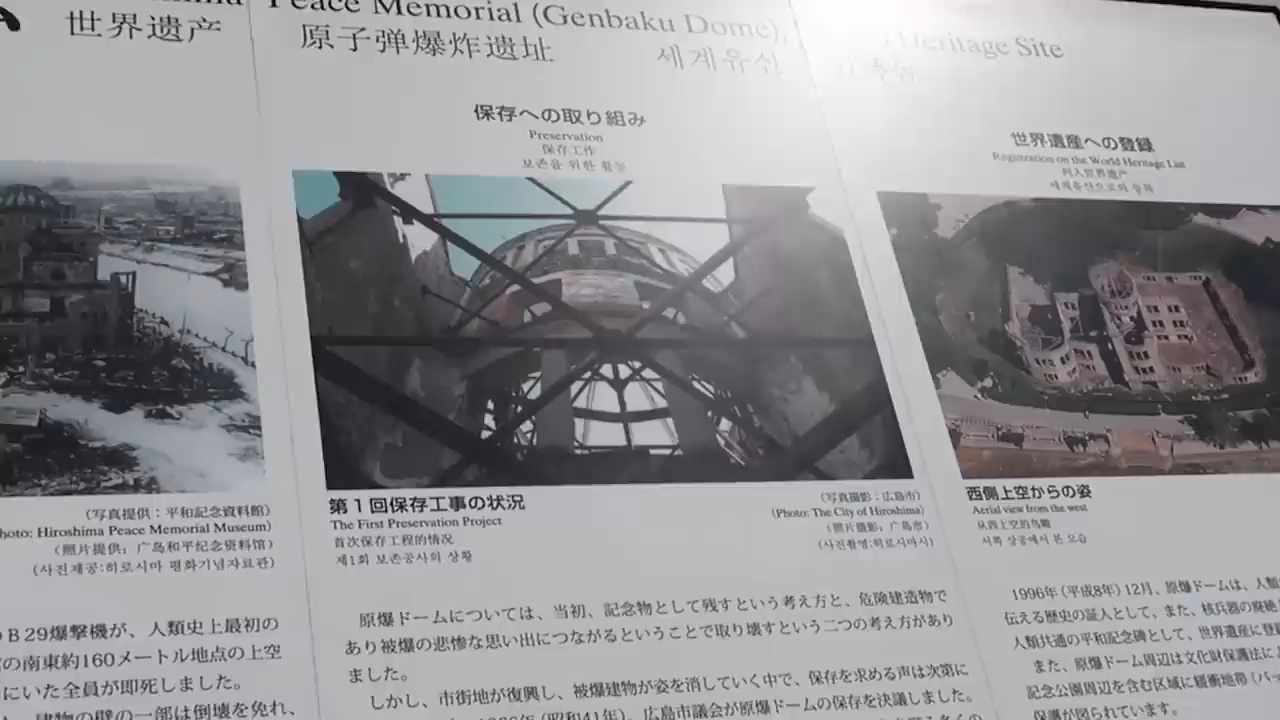 Peace Memorial (Genbaku Dome), Heritage Site
世界遗产 原子弹爆炸遗址 세계유산
保存への取り組み
Preservation
保存工作
보존을 위한 활동
世界遺産への登録
Registration on the World Heritage List
列入世界遗产
세계유산으로의 등록
(写真提供:平和記念資料館)
Photo: Hiroshima Peace Memorial Museum)
(照片提供: 广岛和平纪念资料馆)
(사진제공:히로시마 평화기념자료관)
第1回保存工事の状況
The First Preservation Project
首次保存工程的情况
제1회 보존공사의 상황
(写真撮影:広島市)
(Photo: The City of Hiroshima)
(照片摄影: 广岛市)
(사진촬영:히로시마시)
西側上空からの姿
Aerial view from the west
从西上空的鸟瞰
서쪽 상공에서 본 모습
B29爆撃機が、人類史上最初の
の南東約160メートル地点の上空
にいた全員が即死しました。
建物の壁の一部は倒壊を免れ、
原爆ドームについては、当初、記念物として残すという考え方と、危険建造物で
あり被爆の悲惨な思い出につながるということで取り壊すという二つの考え方があり
ました。
しかし、市街地が復興し、被爆建物が姿を消していく中で、保存を求める声は次第に
(昭和41年)、広島市議会が原爆ドームの保存を決議しました。
1996年(平成8年)12月、原爆ドームは、人類
伝える歴史の証人として、また、核兵器の廃絶
人類共通の平和記念碑として、世界遺産に登録
また、原爆ドーム周辺は文化財保護法によ
記念公園周辺を含む区域に緩衝地帯(バッ
保護が図られています。